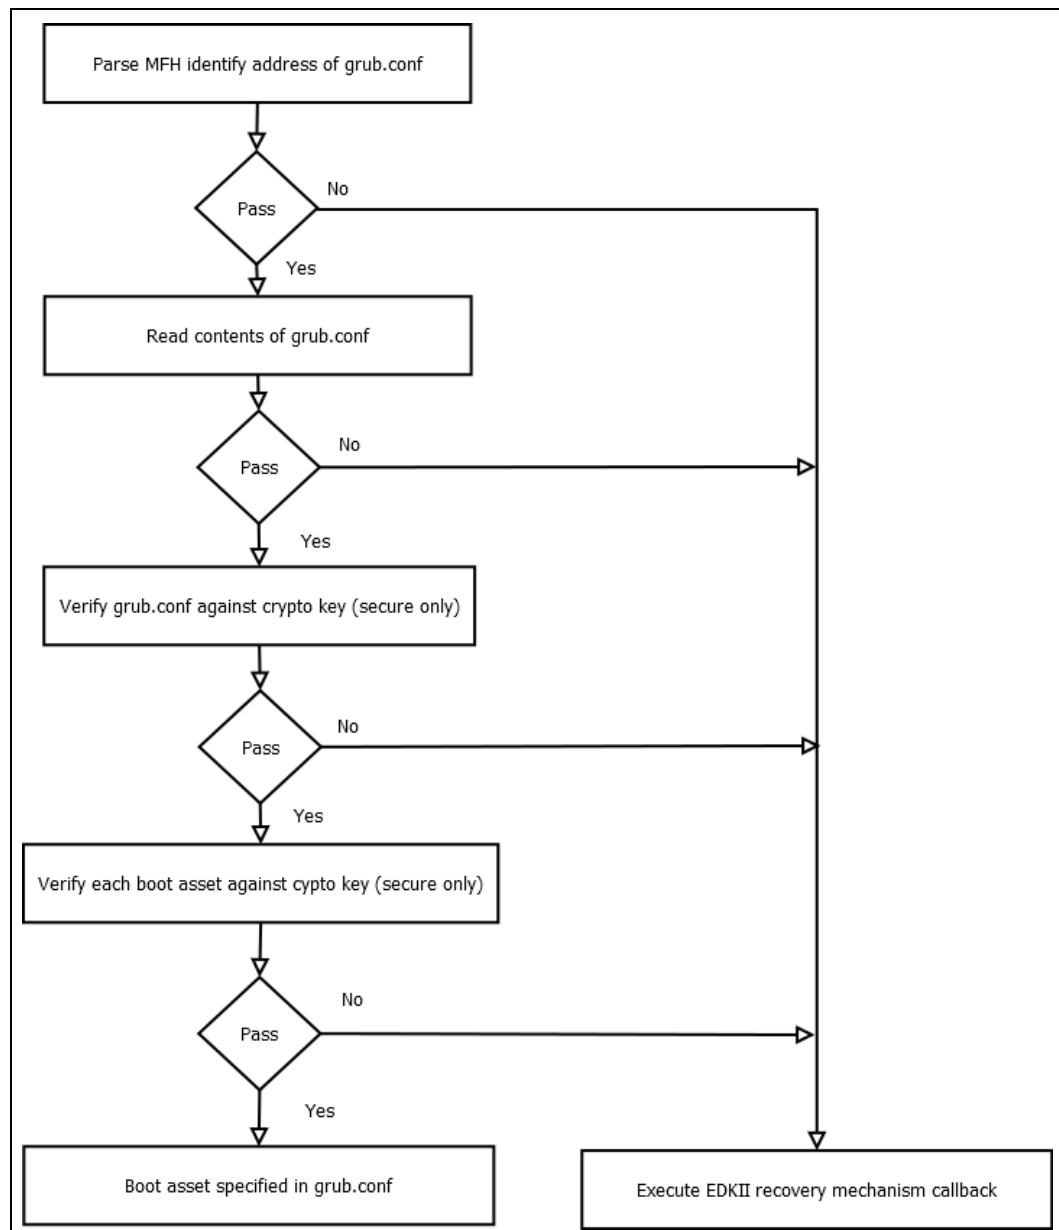 Parse MFH identify address of grub.conf
No
Pass
Yes
Read contents of grub.conf
No
Pass
Yes
Verify grub.conf against crypto key (secure only)
No
Pass
Yes
Verify each boot asset against cypto key (secure only)
No
Pass
Yes
Boot asset specified in grub.conf
Execute EDKII recovery mechanism callback